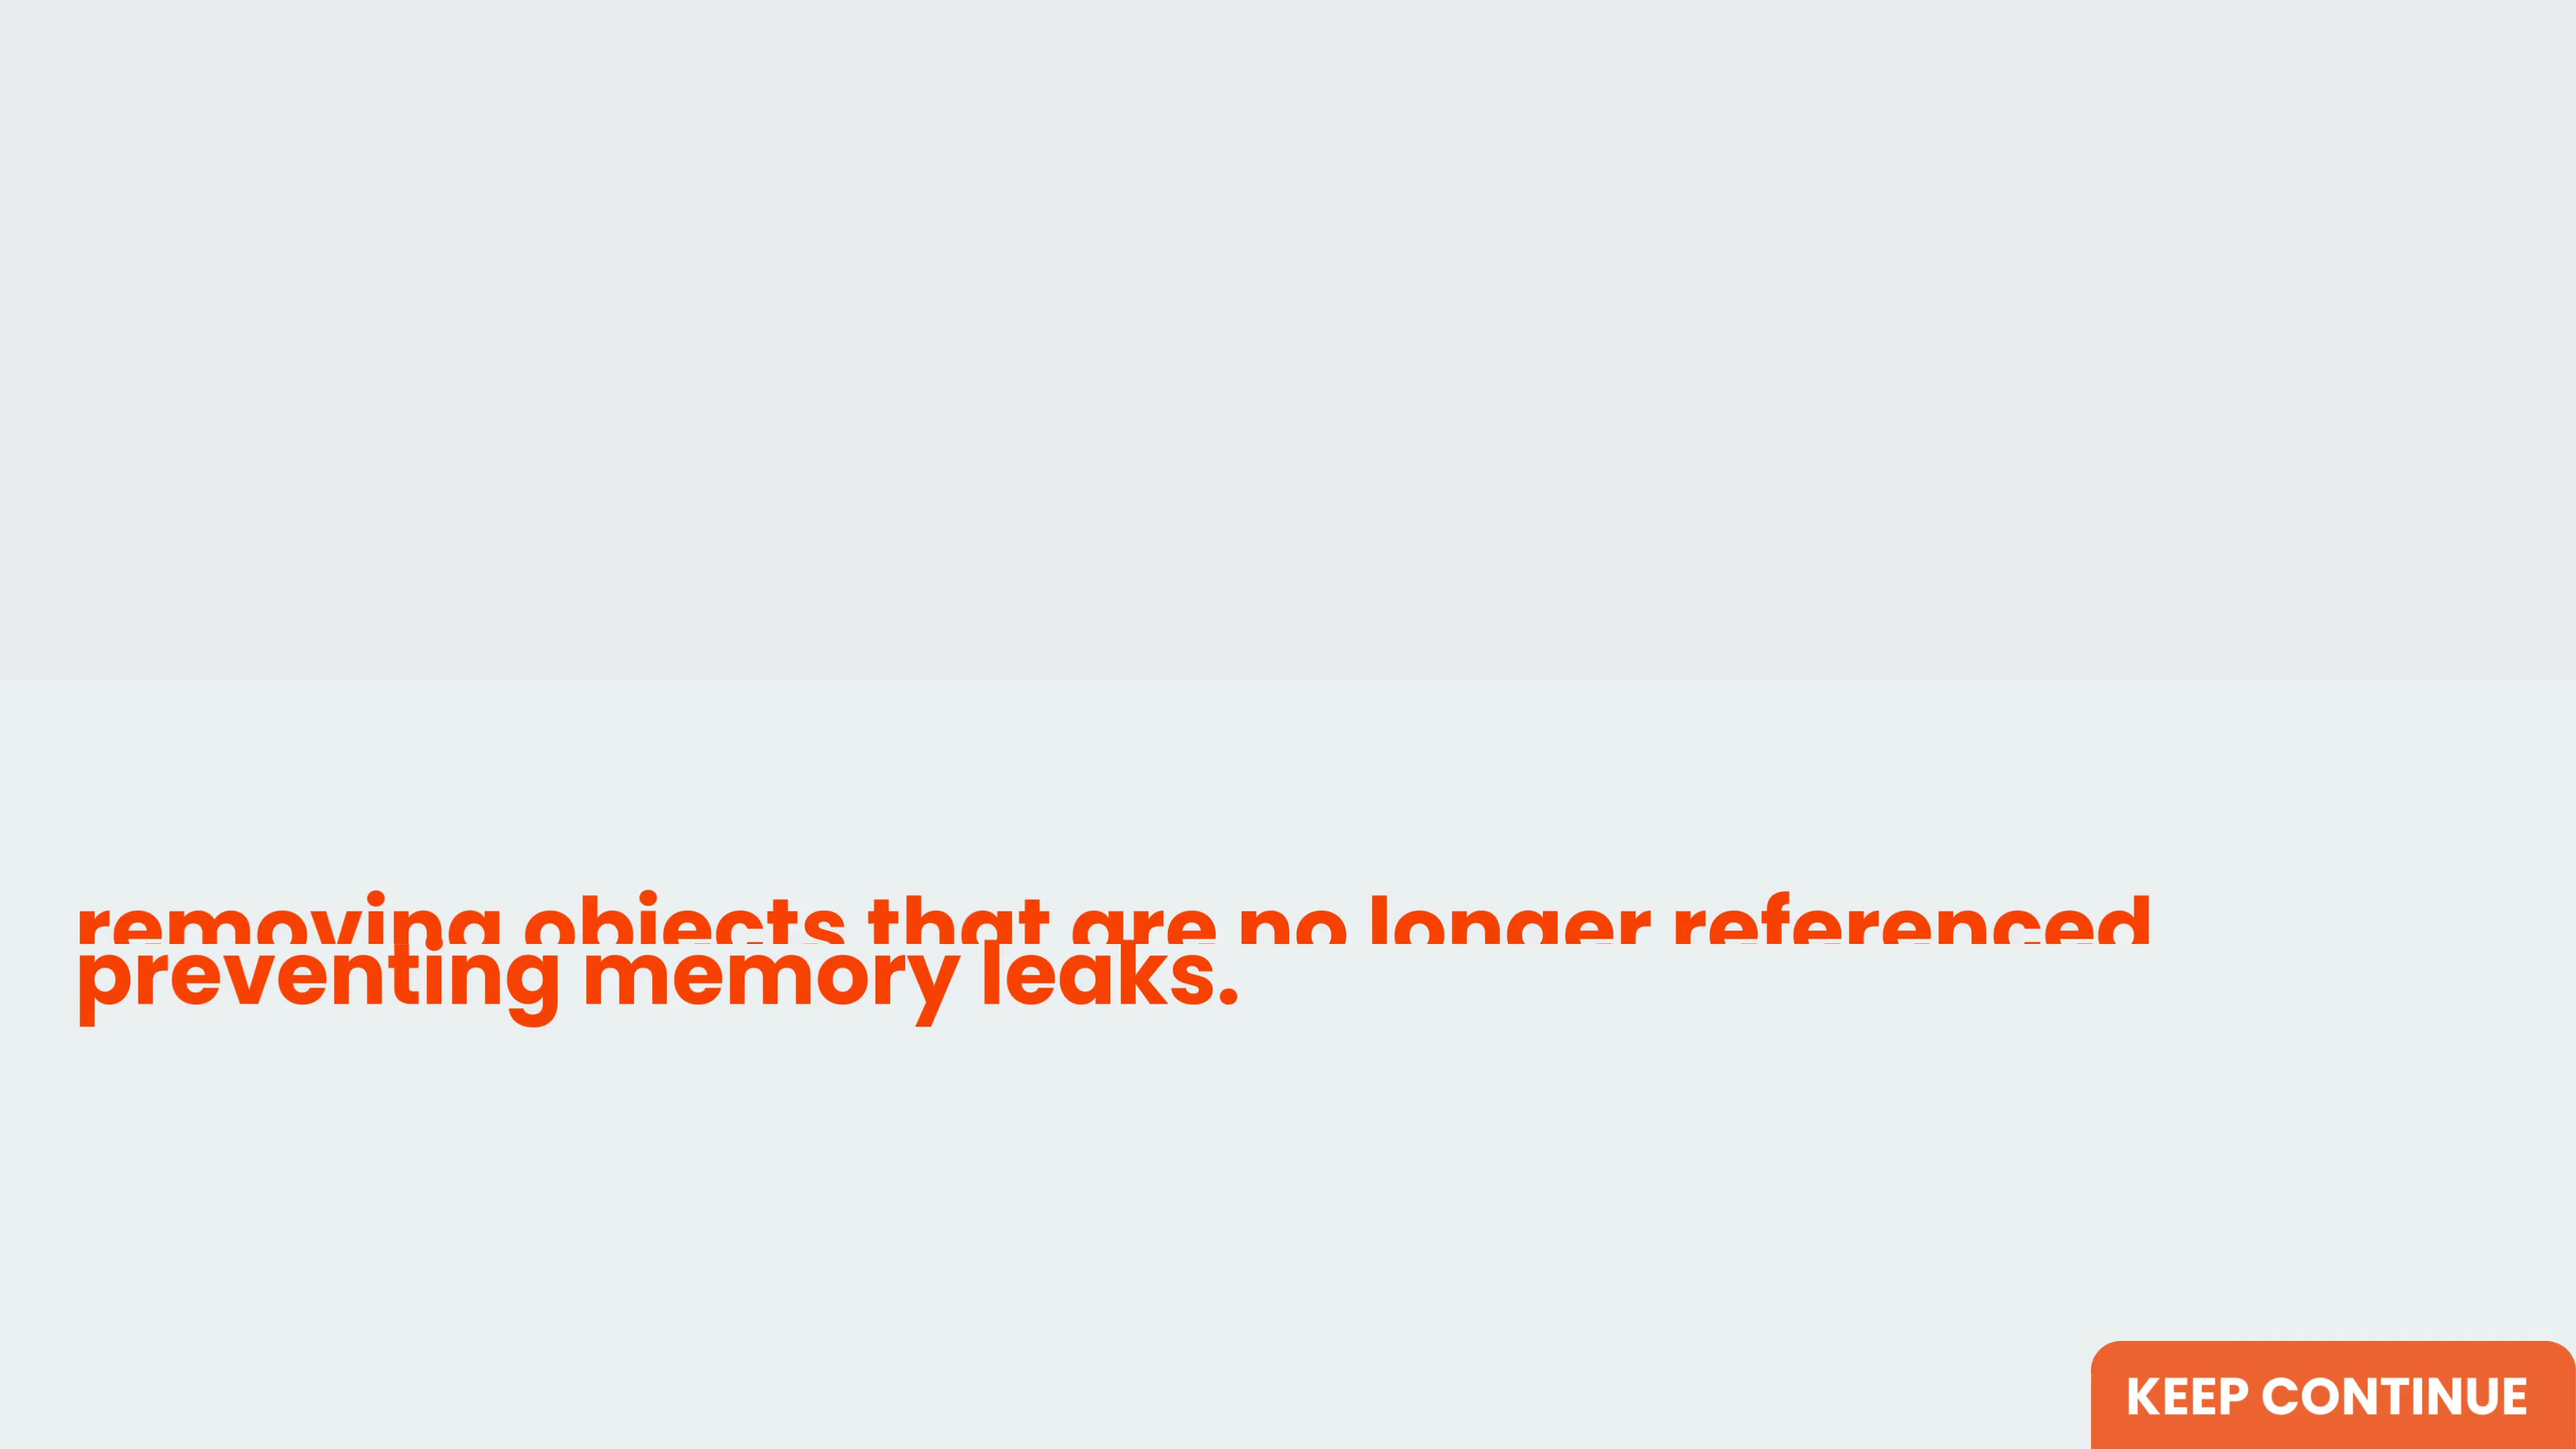 removing objects that are no longer referenced
preventing memory leaks.
KEEP CONTINUE